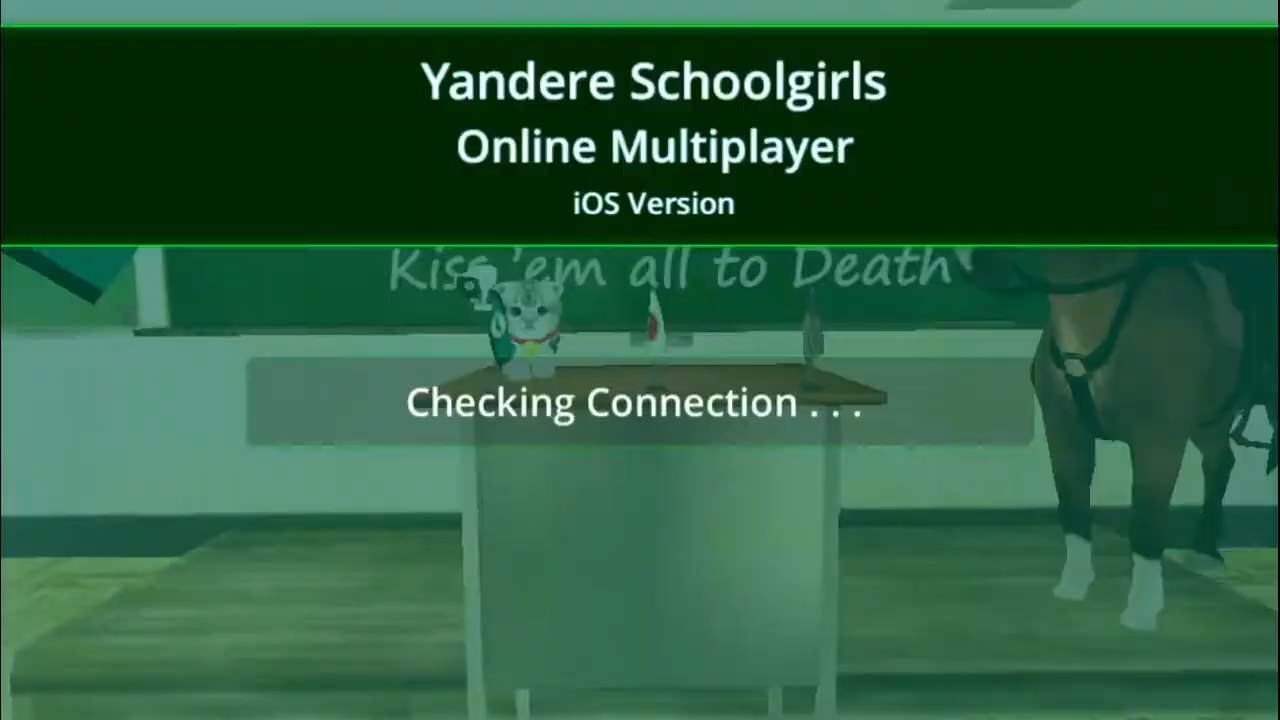 Yandere Schoolgirls
Online Multiplayer
iOS Version
Kiss 'em all to Death
Checking Connection . . .